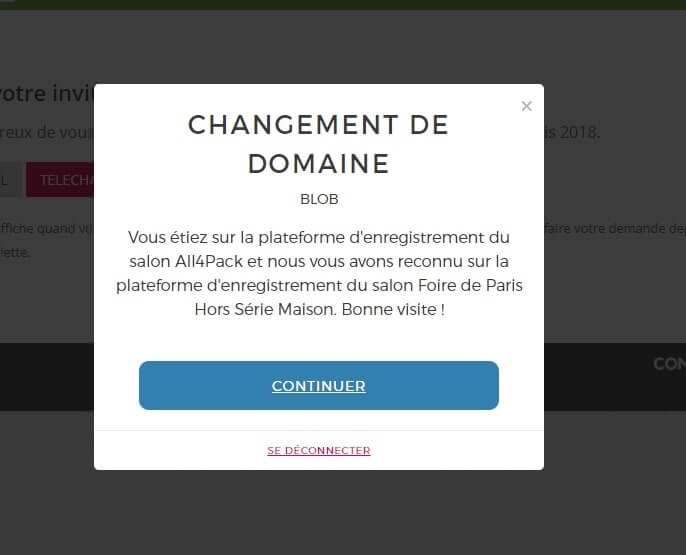 votre invi
×
CHANGEMENT DE
DOMAINE
BLOB
reux de vous
is 2018.
L
TELECHA
Vous étiez sur la plateforme d'enregistrement du
salon All4Pack et nous vous avons reconnu sur la
plateforme d'enregistrement du salon Foire de Paris
Hors Série Maison. Bonne visite !
affiche quand
faire votre demande de
lette.
CON
CONTINUER
SE DÉCONNECTER